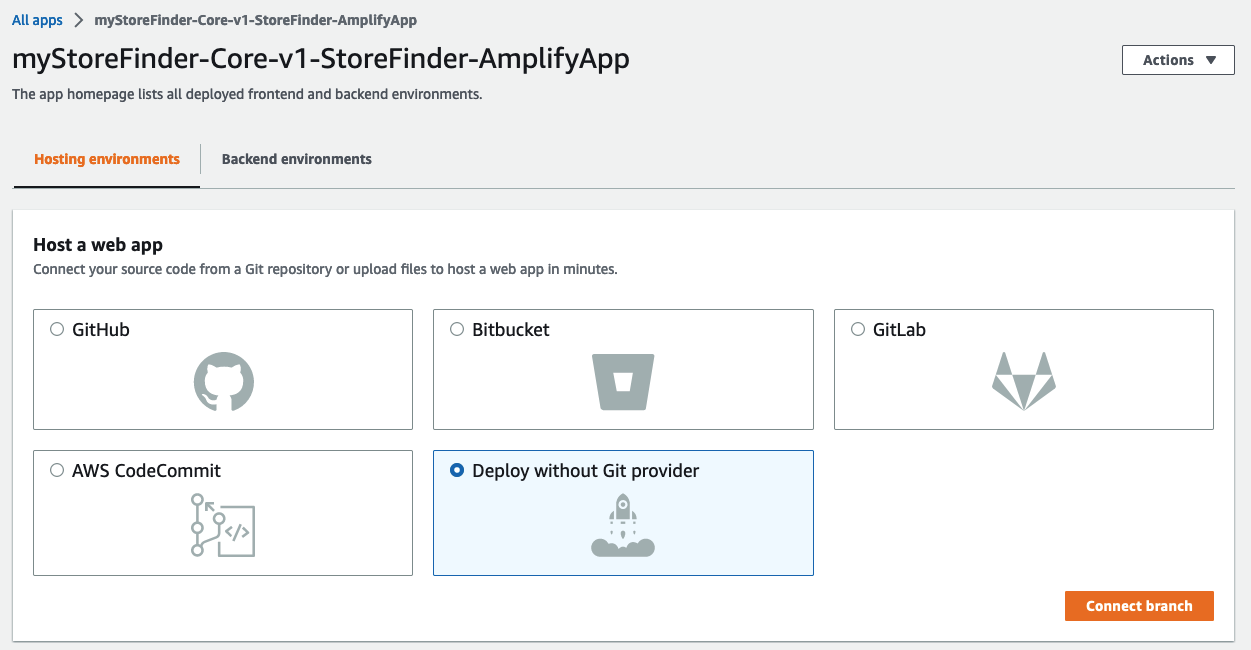 All apps > myStoreFinder-Core-v1-StoreFinder-AmplifyApp
myStoreFinder-Core-v1-StoreFinder-AmplifyApp
Actions ▼
The app homepage lists all deployed frontend and backend environments.
Hosting environments
Backend environments
Host a web app
Connect your source code from a Git repository or upload files to host a web app in minutes.
GitHub
Bitbucket
GitLab
AWS CodeCommit
</>
Deploy without Git provider
Connect branch